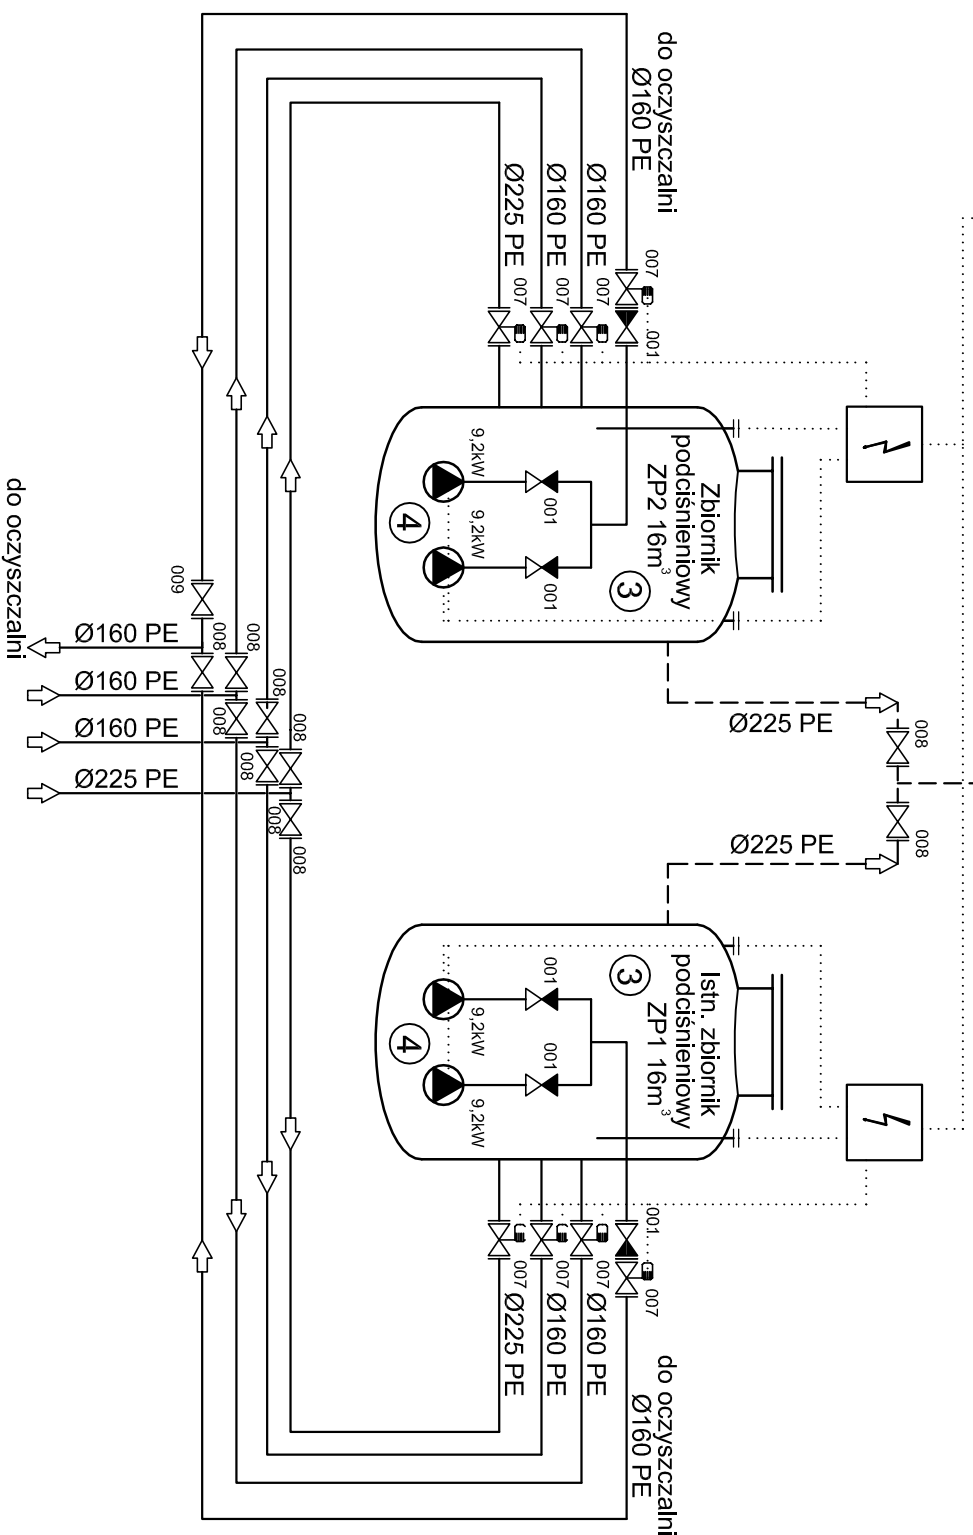 do oczyszczalni
Ø160 PE
Ø160 PE
Ø160 PE
Ø225 PE
007
001
007
007
007
Zbiornik
podciśnieniowy
ZP2 16m³
3
9,2kW
9,2kW
001
001
4
Ø225 PE
008
008
Ø225 PE
Istn. zbiornik
podciśnieniowy
ZP1 16m³
3
001
001
9,2kW
9,2kW
4
001
007
007
007
007
Ø160 PE
Ø160 PE
Ø225 PE
do oczyszczalni
Ø160 PE
009
008
008
008
008
008
008
008
008
Ø160 PE
Ø160 PE
Ø160 PE
Ø225 PE
do oczyszczalni